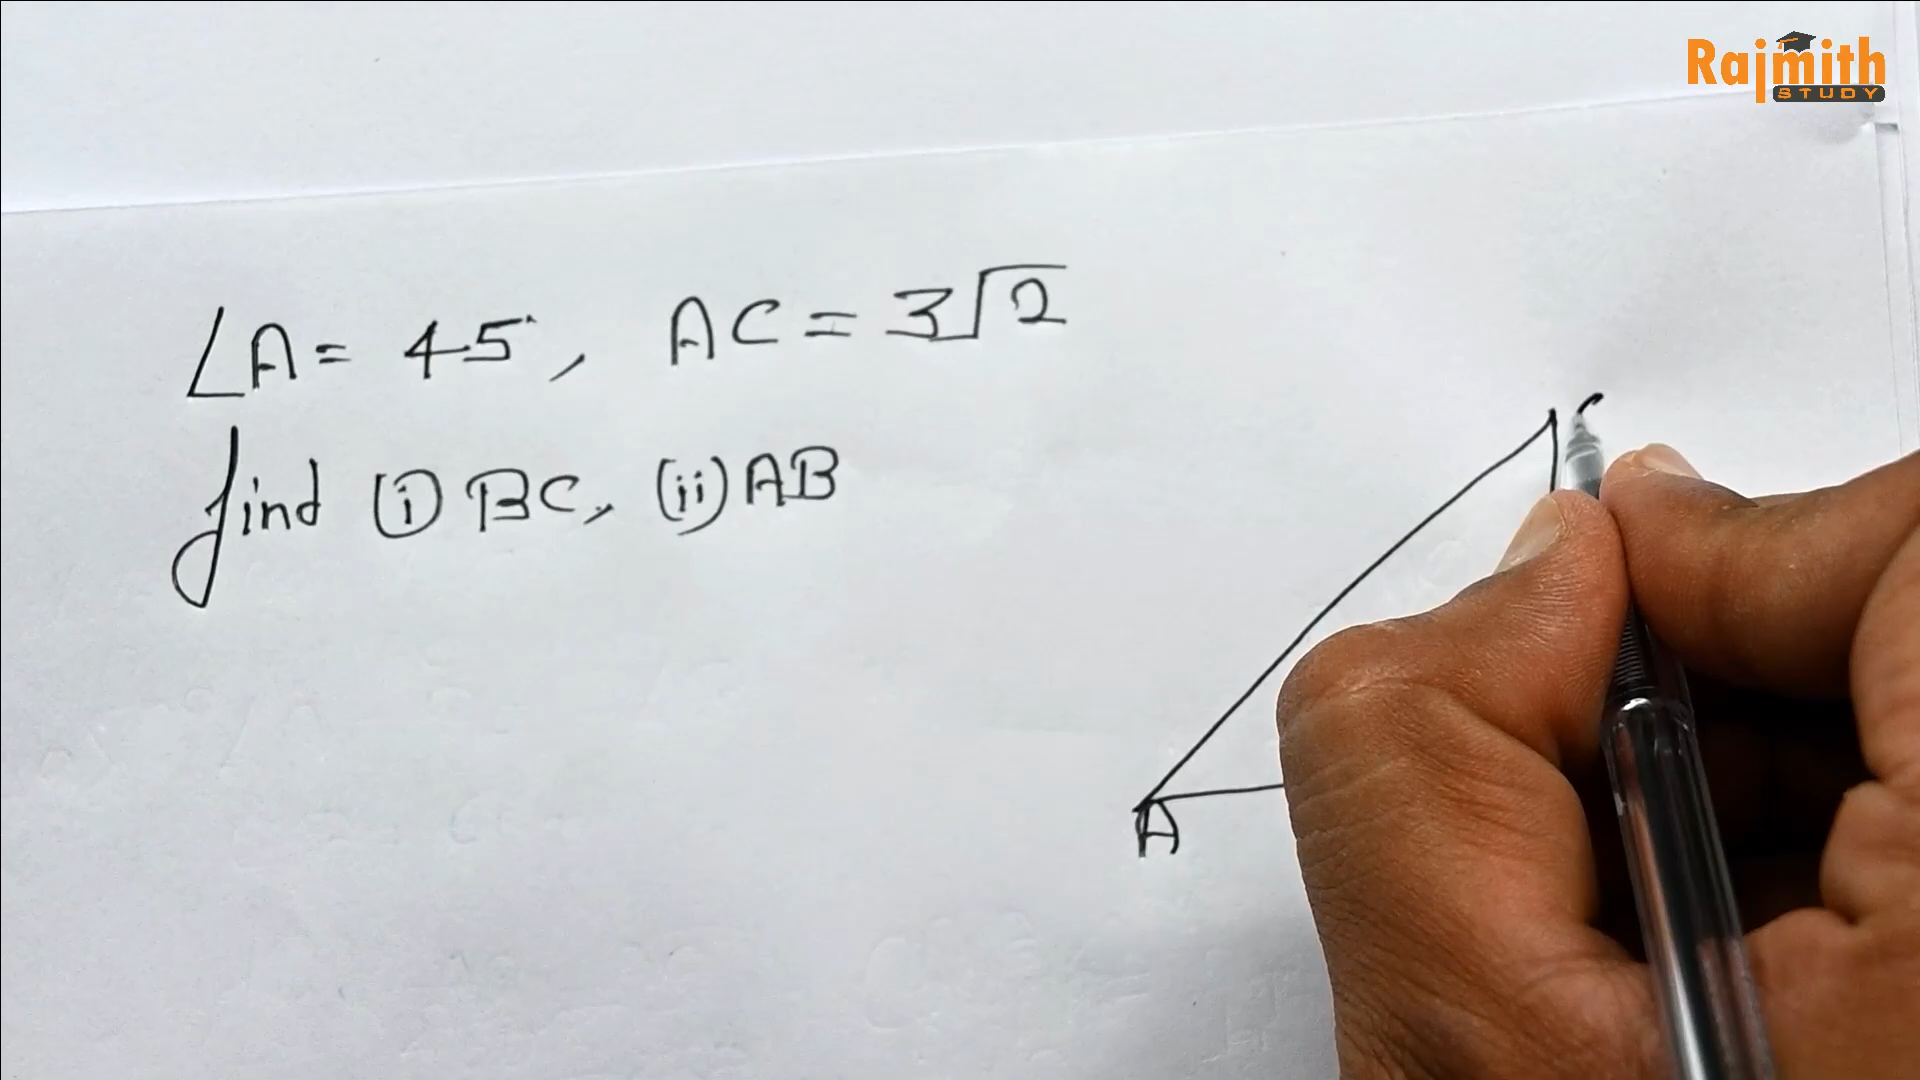 Rajmith
STUDY
∠A = 45°, AC = 3√2
find (i) BC, (ii) AB
C
A